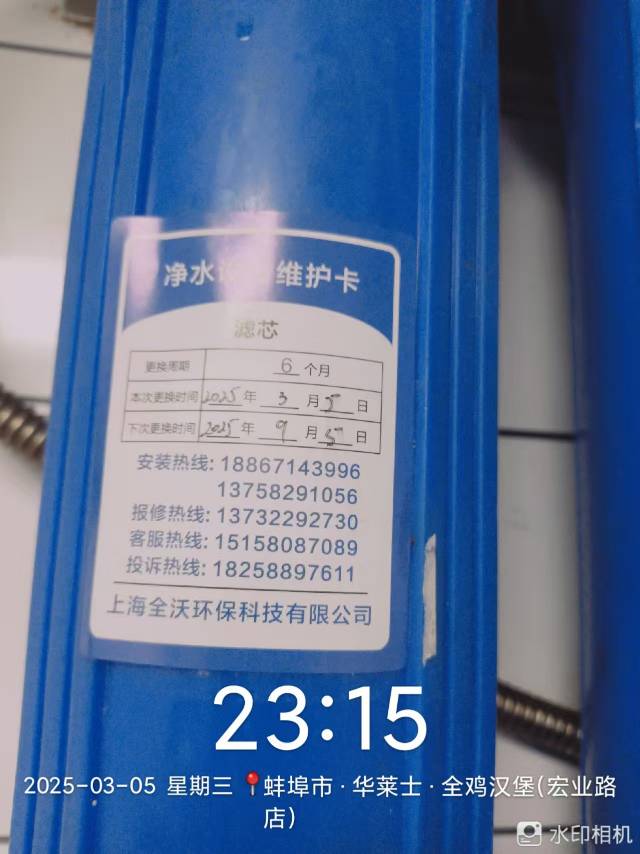 净水设 维护卡
滤芯
更换周期 6 个月
本次更换时间 2025 年 3 月 5 日
下次更换时间 2025 年 9 月 5 日
安装热线: 18867143996
13758291056
报修热线: 13732292730
客服热线: 15158087089
投诉热线: 18258897611
上海全沃环保科技有限公司
23:15
2025-03-05 星期三 📍蚌埠市·华莱士·全鸡汉堡(宏业路
店)
水印相机